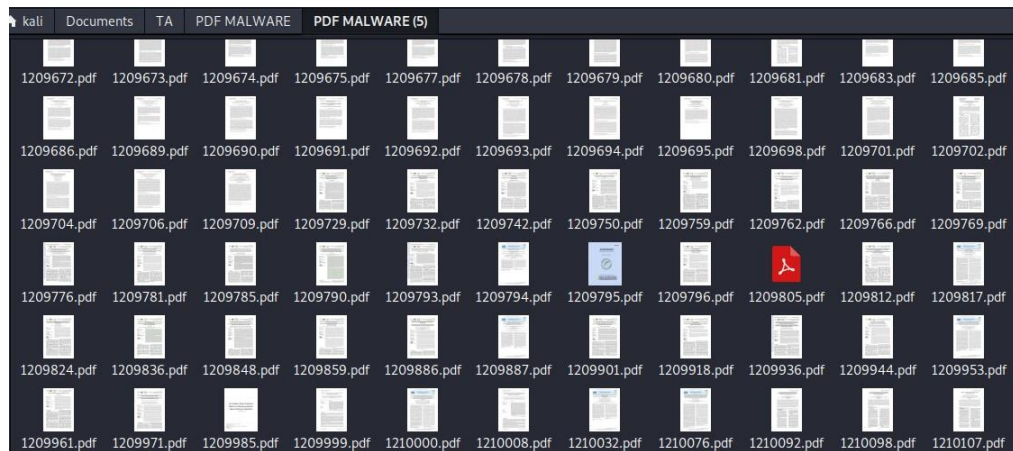 kali Documents TA PDF MALWARE PDF MALWARE (5)
1209672.pdf 1209673.pdf 1209674.pdf 1209675.pdf 1209677.pdf 1209678.pdf 1209679.pdf 1209680.pdf 1209681.pdf 1209683.pdf 1209685.pdf
1209686.pdf 1209689.pdf 1209690.pdf 1209691.pdf 1209692.pdf 1209693.pdf 1209694.pdf 1209695.pdf 1209698.pdf 1209701.pdf 1209702.pdf
1209704.pdf 1209706.pdf 1209709.pdf 1209729.pdf 1209732.pdf 1209742.pdf 1209750.pdf 1209759.pdf 1209762.pdf 1209766.pdf 1209769.pdf
1209776.pdf 1209781.pdf 1209785.pdf 1209790.pdf 1209793.pdf 1209794.pdf 1209795.pdf 1209796.pdf 1209805.pdf 1209812.pdf 1209817.pdf
1209824.pdf 1209836.pdf 1209848.pdf 1209859.pdf 1209886.pdf 1209887.pdf 1209901.pdf 1209918.pdf 1209936.pdf 1209944.pdf 1209953.pdf
1209961.pdf 1209971.pdf 1209985.pdf 1209999.pdf 1210000.pdf 1210008.pdf 1210032.pdf 1210076.pdf 1210092.pdf 1210098.pdf 1210107.pdf